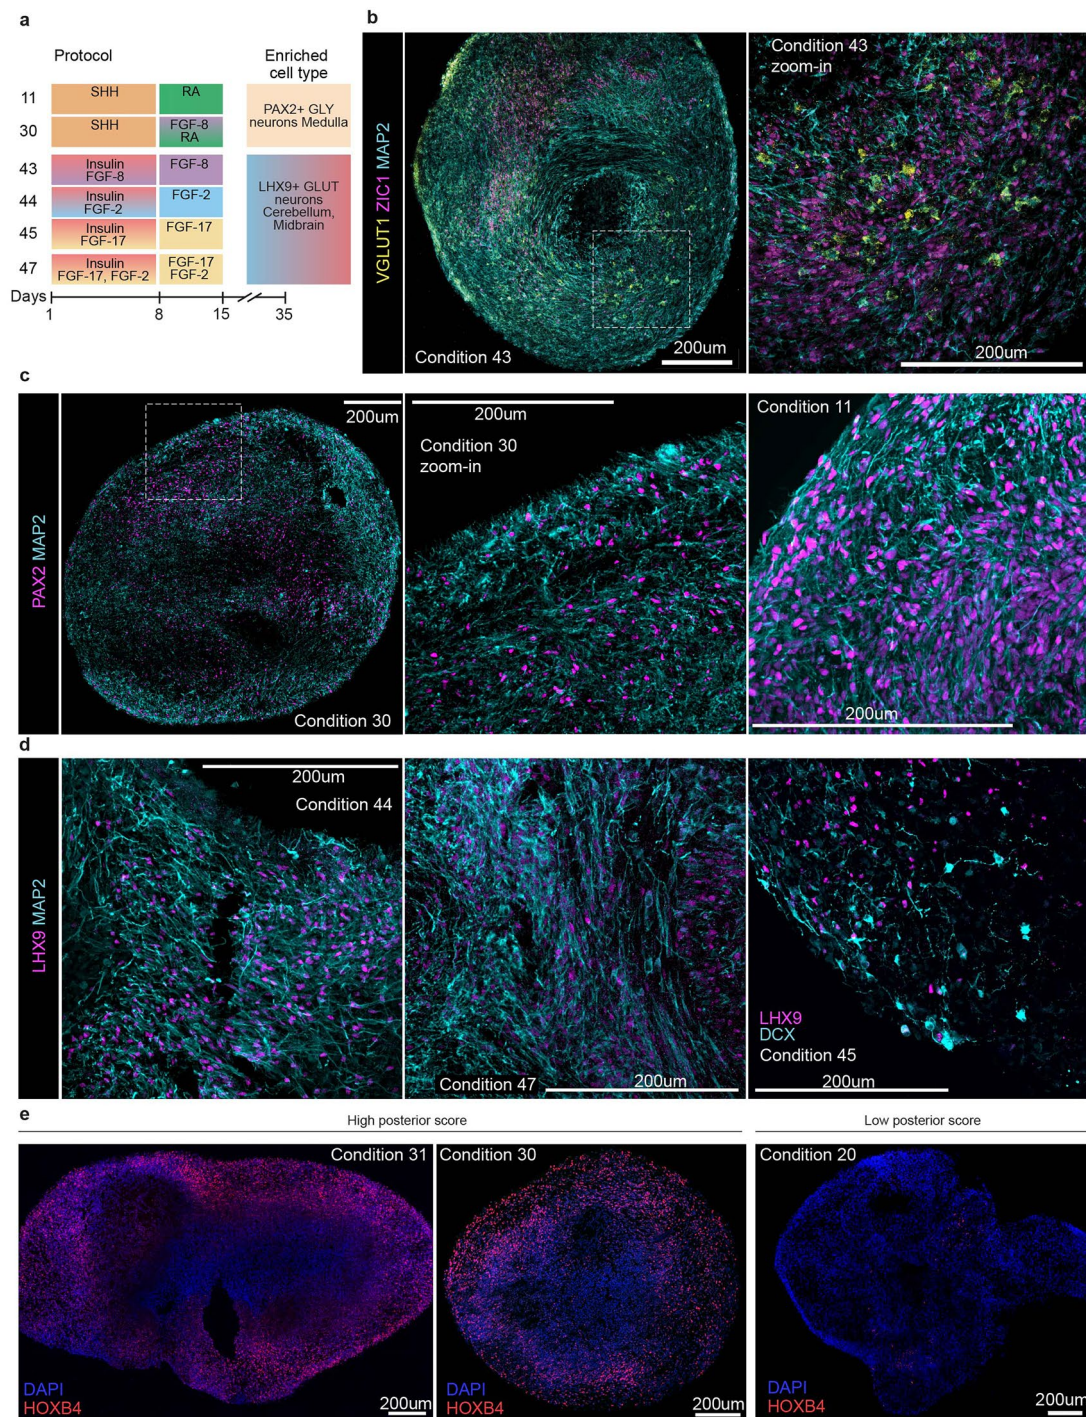 a
Protocol
Enriched
cell type
11
SHH
RA
30
SHH
FGF-8
RA
PAX2+ GLY
neurons Medulla
43
Insulin
FGF-8
FGF-8
44
Insulin
FGF-2
FGF-2
45
Insulin
FGF-17
FGF-17
47
Insulin
FGF-17, FGF-2
FGF-17
FGF-2
LHX9+ GLUT
neurons
Cerebellum,
Midbrain
Days
1
8
15
35
b
VGLUT1 ZIC1 MAP2
Condition 43
200um
Condition 43
zoom-in
200um
c
PAX2 MAP2
200um
Condition 30
200um
Condition 30
zoom-in
Condition 11
200um
d
LHX9 MAP2
200um
Condition 44
Condition 47
200um
LHX9
DCX
Condition 45
200um
e
High posterior score
Low posterior score
Condition 31
DAPI
HOXB4
200um
Condition 30
DAPI
HOXB4
200um
Condition 20
DAPI
HOXB4
200um